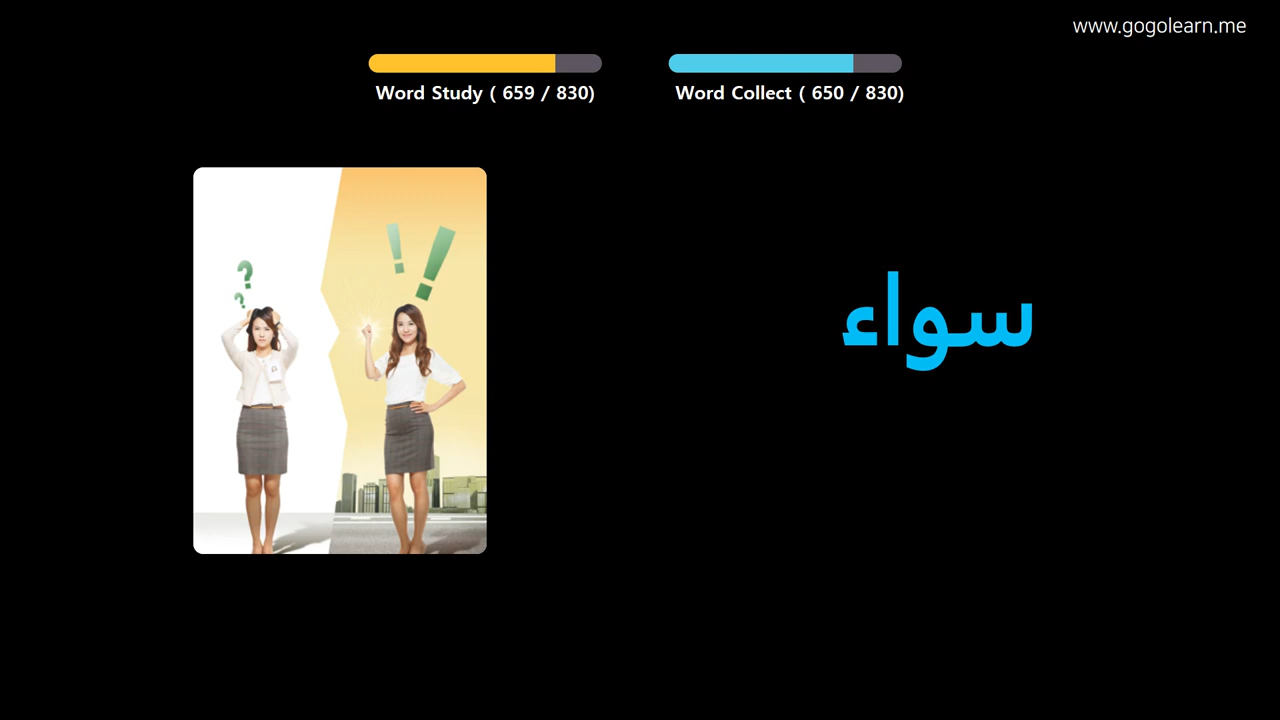 www.gogolearn.me
Word Study ( 659 / 830)
Word Collect ( 650 / 830)
? ?
! !
سواء